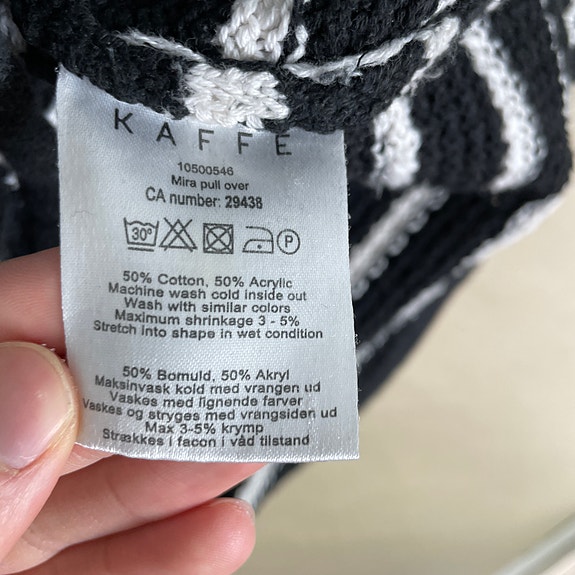 KAFFE
10500546
Mira pull over
CA number: 29438
30° P
50% Cotton, 50% Acrylic
Machine wash cold inside out
Wash with similar colors
Maximum shrinkage 3 - 5%
Stretch into shape in wet condition
50% Bomuld, 50% Akryl
Maksinvask kold med vrangen ud
Vaskes med lignende farver
Vaskes og stryges med vrangsiden ud
Max 3-5% krymp
Strækkes i facon i våd tilstand